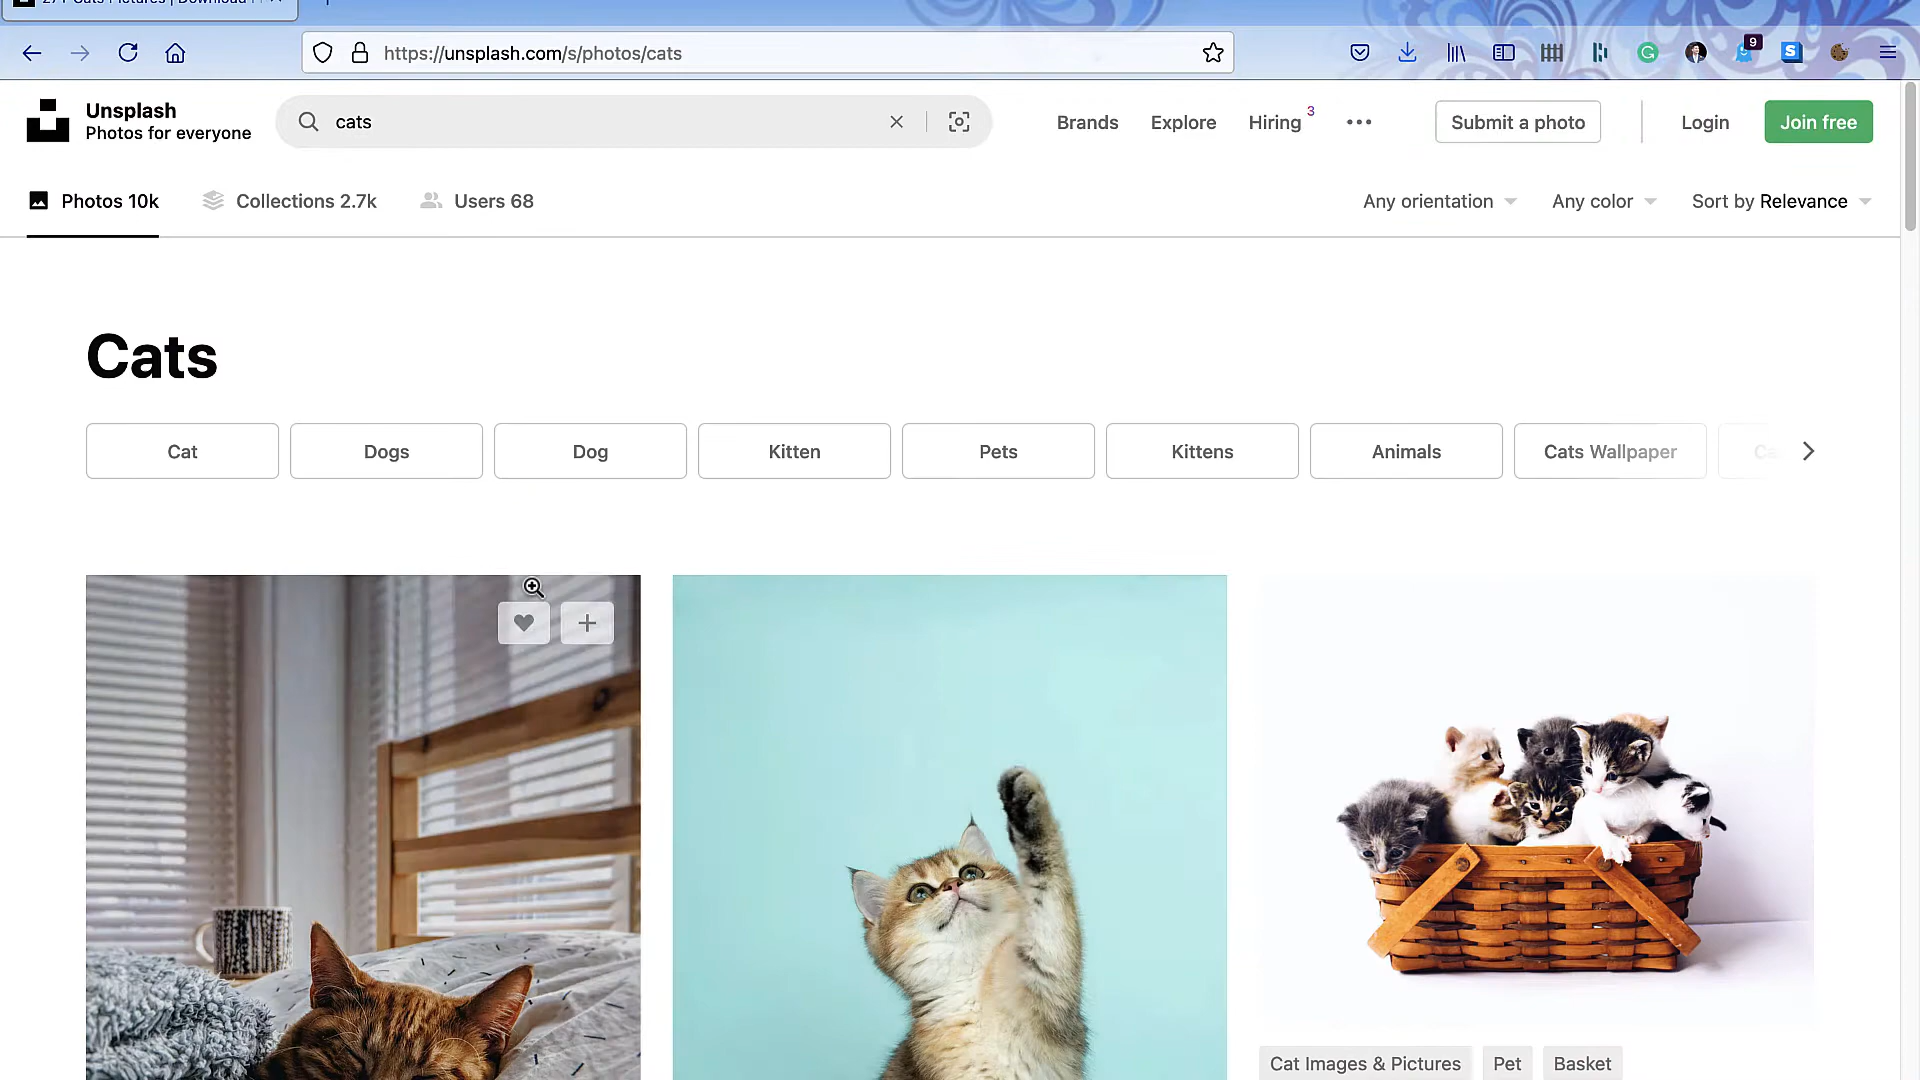 https://unsplash.com/s/photos/cats
9
S
G
Unsplash
Photos for everyone
cats
Brands
Explore
Hiring 3
Submit a photo
Login
Join free
Photos 10k
Collections 2.7k
Users 68
Any orientation
Any color
Sort by Relevance
Cats
Cat
Dogs
Dog
Kitten
Pets
Kittens
Animals
Cats Wallpaper
Cat Images & Pictures
Pet
Basket